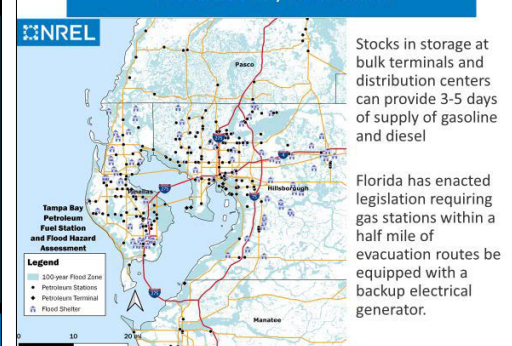 NREL
Pasco
Pinellas
Hillsborough
Tampa Bay
Petroleum
Fuel Station
and Flood Hazard
Assessment
Legend
100-year Flood Zone
Petroleum Stations
Petroleum Terminal
Flood Shelter
Manatee
0 10 20 mi
Stocks in storage at
bulk terminals and
distribution centers
can provide 3-5 days
of supply of gasoline
and diesel
Florida has enacted
legislation requiring
gas stations within a
half mile of
evacuation routes be
equipped with a
backup electrical
generator.